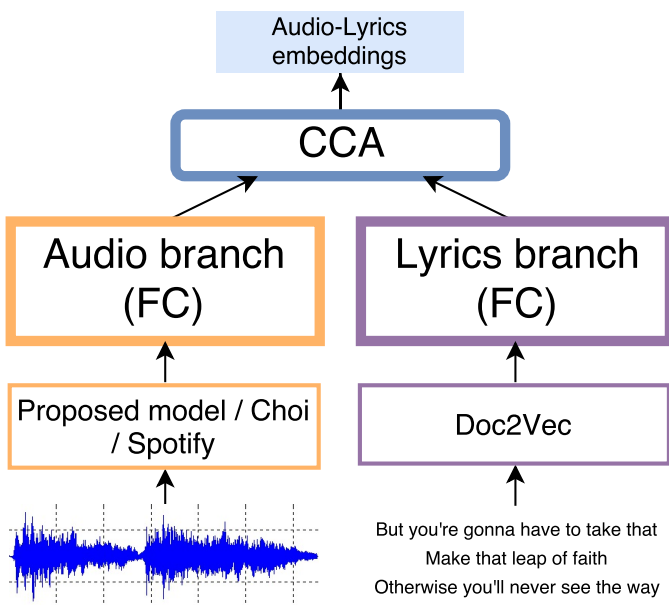 Audio-Lyrics
embeddings
CCA
Audio branch
(FC)
Lyrics branch
(FC)
Proposed model / Choi
/ Spotify
Doc2Vec
But you're gonna have to take that
Make that leap of faith
Otherwise you'll never see the way